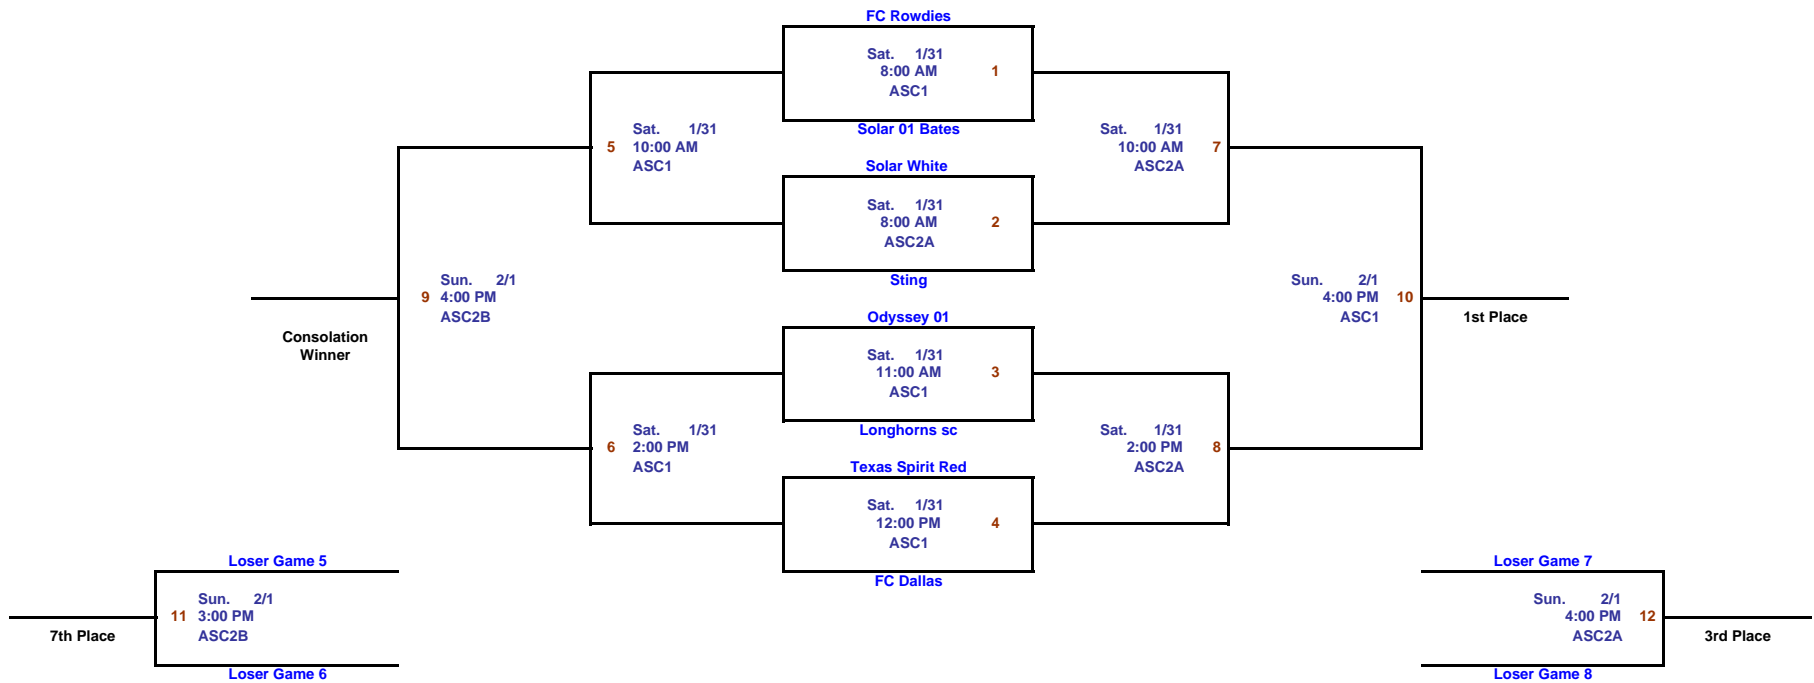 FC Rowdies
Sat. 1/31
8:00 AM 1
ASC1
Solar 01 Bates
Sat. 1/31
5 10:00 AM
ASC1
Sat. 1/31
10:00 AM 7
ASC2A
Solar White
Sat. 1/31
8:00 AM 2
ASC2A
Sting
Sun. 2/1
9 4:00 PM
ASC2B
Consolation
Winner
Sun. 2/1
4:00 PM 10
ASC1
1st Place
Odyssey 01
Sat. 1/31
11:00 AM 3
ASC1
Longhorns sc
Sat. 1/31
6 2:00 PM
ASC1
Sat. 1/31
2:00 PM 8
ASC2A
Texas Spirit Red
Sat. 1/31
12:00 PM 4
ASC1
FC Dallas
Loser Game 5
Sun. 2/1
11 3:00 PM
ASC2B
7th Place
Loser Game 6
Loser Game 7
Sun. 2/1
4:00 PM 12
ASC2A
3rd Place
Loser Game 8